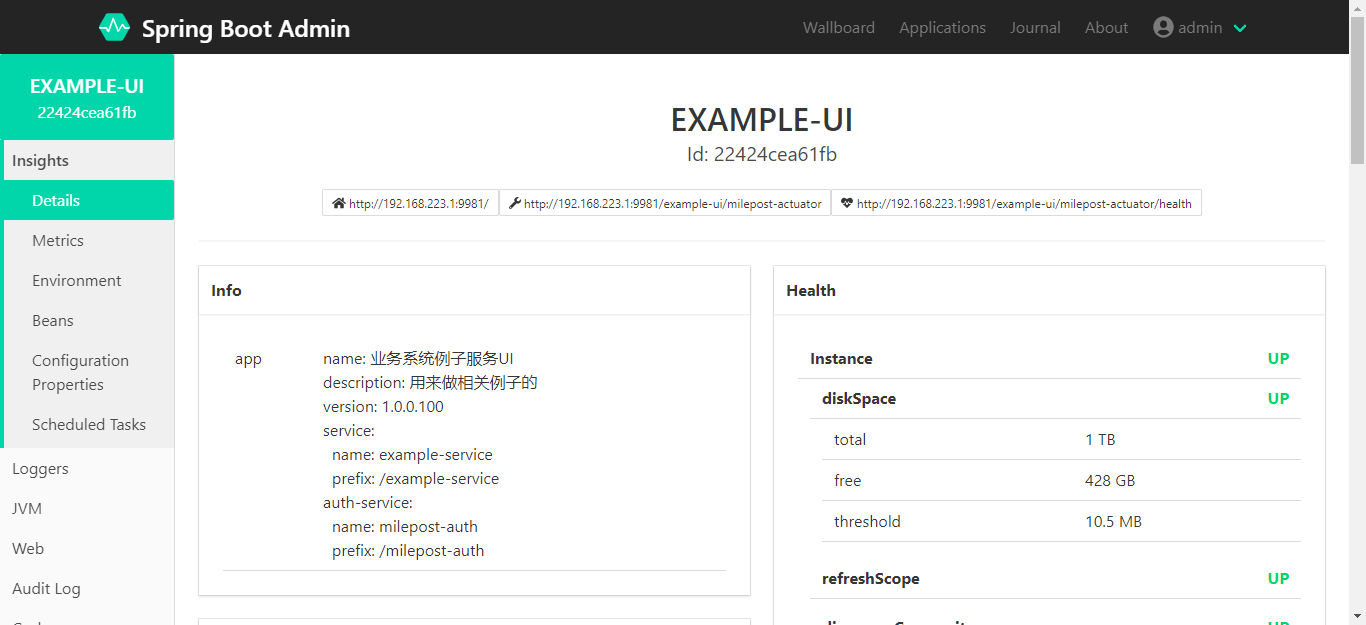 Spring Boot Admin
Wallboard Applications Journal About admin
EXAMPLE-UI
22424cea61fb
Insights
Details
Metrics
Environment
Beans
Configuration
Properties
Scheduled Tasks
Loggers
JVM
Web
Audit Log
EXAMPLE-UI
Id: 22424cea61fb
http://192.168.223.1:9981/ http://192.168.223.1:9981/example-ui/milepost-actuator http://192.168.223.1:9981/example-ui/milepost-actuator/health
Info
app name: 业务系统例子服务UI
description: 用来做相关例子的
version: 1.0.0.100
service:
name: example-service
prefix: /example-service
auth-service:
name: milepost-auth
prefix: /milepost-auth
Health
Instance UP
diskSpace UP
total 1 TB
free 428 GB
threshold 10.5 MB
refreshScope UP
UP